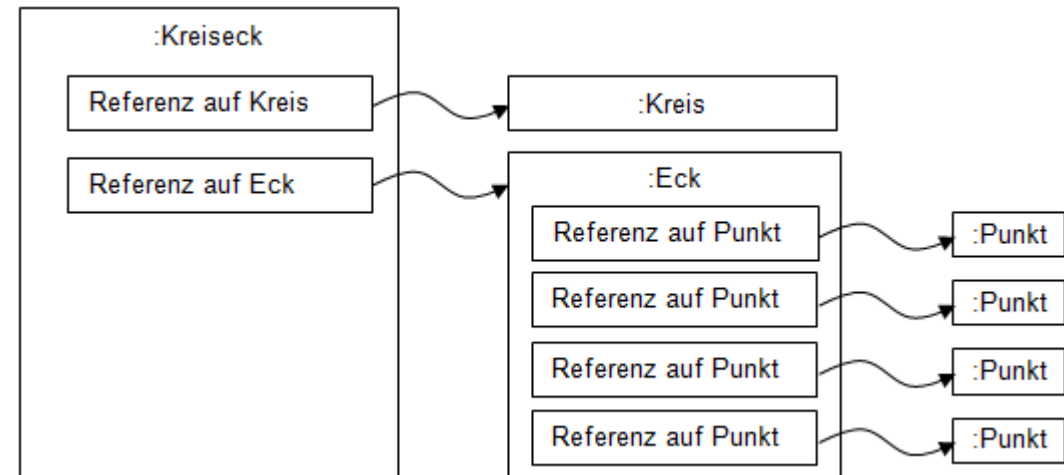 :Kreiseck
Referenz auf Kreis
:Kreis
Referenz auf Eck
:Eck
Referenz auf Punkt
:Punkt
Referenz auf Punkt
:Punkt
Referenz auf Punkt
:Punkt
Referenz auf Punkt
:Punkt